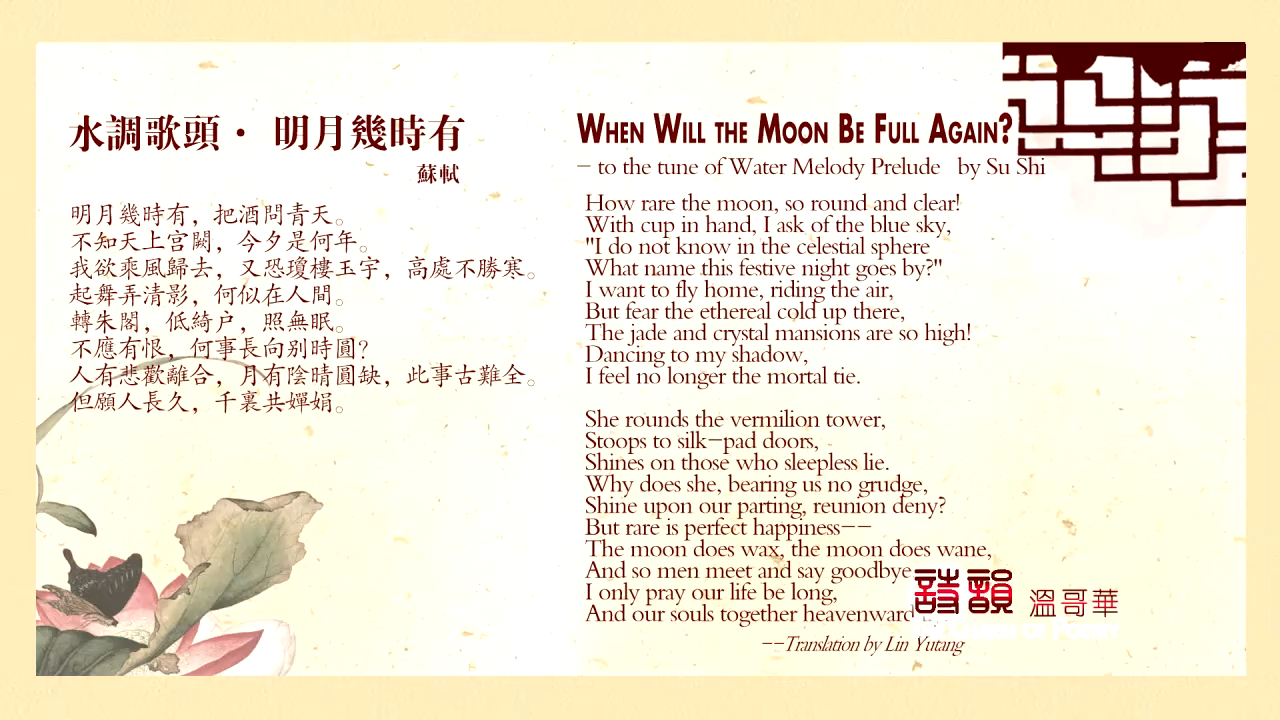 水調歌頭· 明月幾時有
蘇軾
明月幾時有，把酒問青天。
不知天上宫闕，今夕是何年。
我欲乘風歸去，又恐瓊樓玉宇，高處不勝寒。
起舞弄清影，何似在人間。
轉朱閣，低綺户，照無眠。
不應有恨，何事長向别時圓？
人有悲歡離合，月有陰晴圓缺，此事古難全。
但願人長久，千裏共嬋娟。
When Will the Moon Be Full Again?
- to the tune of Water Melody Prelude by Su Shi
How rare the moon, so round and clear!
With cup in hand, I ask of the blue sky,
"I do not know in the celestial sphere
What name this festive night goes by?"
I want to fly home, riding the air,
But fear the ethereal cold up there,
The jade and crystal mansions are so high!
Dancing to my shadow,
I feel no longer the mortal tie.
She rounds the vermilion tower,
Stoops to silk-pad doors,
Shines on those who sleepless lie.
Why does she, bearing us no grudge,
Shine upon our parting, reunion deny?
But rare is perfect happiness--
The moon does wax, the moon does wane,
And so men meet and say goodbye
I only pray our life be long,
And our souls together heavenward
--Translation by Lin Yutang
詩韻 溫哥華
of Poetry